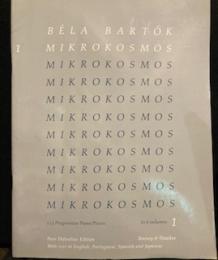 BÉLA BARTÓK
1 MIKROKOSMOS
MIKROKOSMOS
MIKROKOSMOS
MIKROKOSMOS
MIKROKOSMOS
MIKROKOSMOS
MIKROKOSMOS
MIKROKOSMOS
MIKROKOSMOS
MIKROKOSMOS
153 Progressive Piano Pieces in 6 volumes 1
New Definitive Edition Boosey & Hawkes
With text in English, Portuguese, Spanish and Japanese